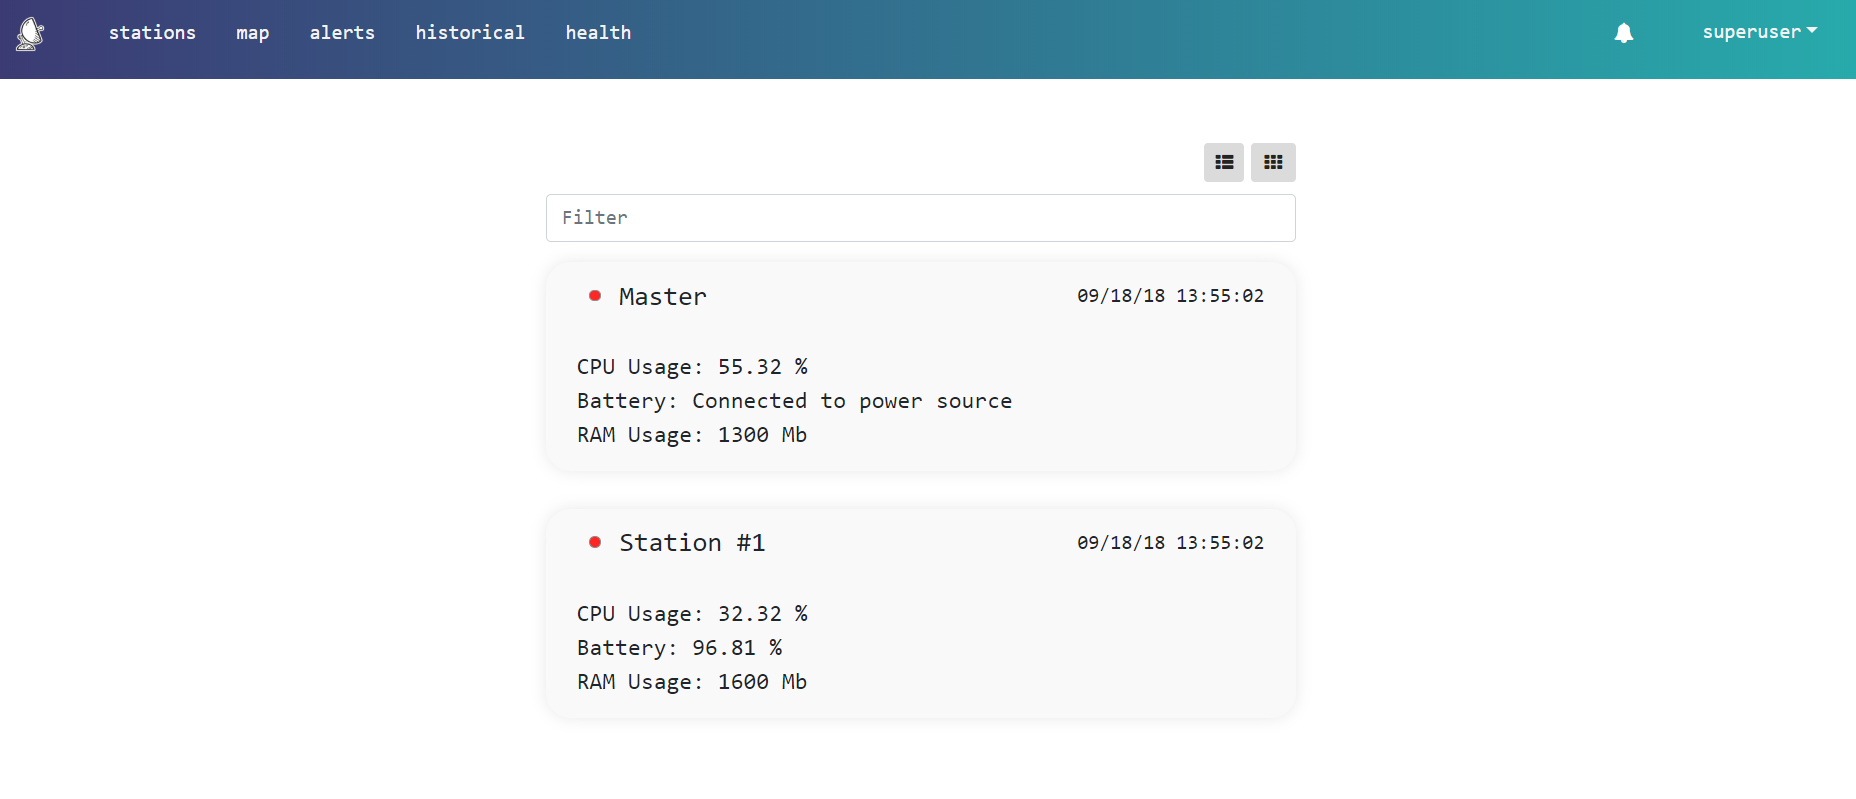 stations map alerts historical health superuser
Filter
Master 09/18/18 13:55:02
CPU Usage: 55.32 %
Battery: Connected to power source
RAM Usage: 1300 Mb
Station #1 09/18/18 13:55:02
CPU Usage: 32.32 %
Battery: 96.81 %
RAM Usage: 1600 Mb